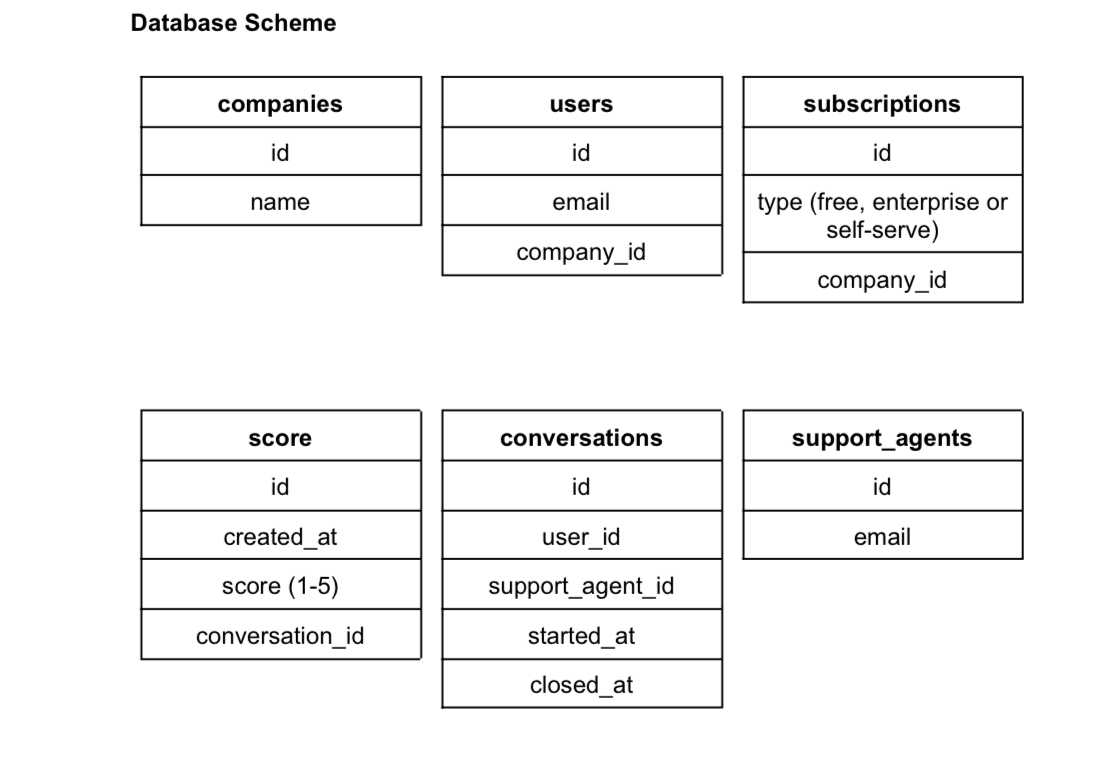 Database Scheme
companies
id
name
users
id
email
company_id
subscriptions
id
type (free, enterprise or
self-serve)
company_id
score
id
created_at
score (1-5)
conversation_id
conversations
id
user_id
support_agent_id
started_at
closed_at
support_agents
id
email